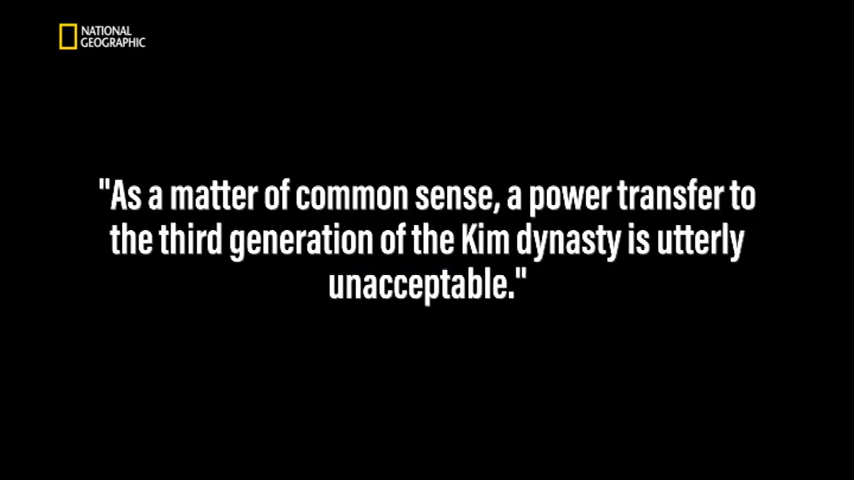 NATIONAL
GEOGRAPHIC
"As a matter of common sense, a power transfer to
the third generation of the Kim dynasty is utterly
unacceptable."